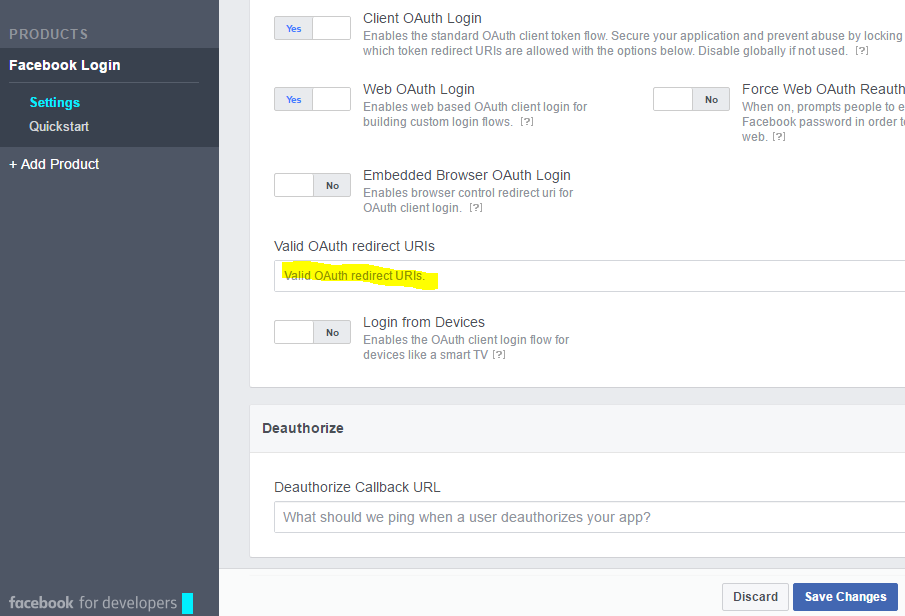 PRODUCTS
Facebook Login
Settings
Quickstart
+ Add Product
facebook for developers
Yes
Client OAuth Login
Enables the standard OAuth client token flow. Secure your application and prevent abuse by locking
which token redirect URIs are allowed with the options below. Disable globally if not used. [?]
Yes
Web OAuth Login
Enables web based OAuth client login for
building custom login flows. [?]
No
Force Web OAuth Reauth
When on, prompts people to e
Facebook password in order to
web. [?]
No
Embedded Browser OAuth Login
Enables browser control redirect uri for
OAuth client login. [?]
Valid OAuth redirect URIs
Valid OAuth redirect URIs.
No
Login from Devices
Enables the OAuth client login flow for
devices like a smart TV [?]
Deauthorize
Deauthorize Callback URL
What should we ping when a user deauthorizes your app?
Discard
Save Changes